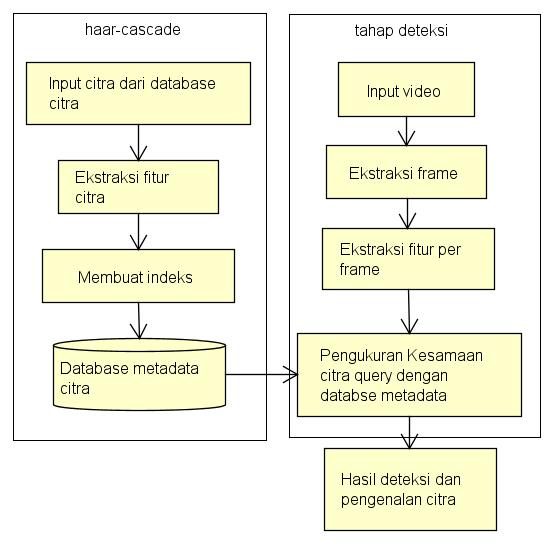 haar-cascade
Input citra dari database
citra
Ekstraksi fitur
citra
Membuat indeks
Database metadata
citra
tahap deteksi
Input video
Ekstraksi frame
Ekstraksi fitur per
frame
Pengukuran Kesamaan
citra query dengan
databse metadata
Hasil deteksi dan
pengenalan citra